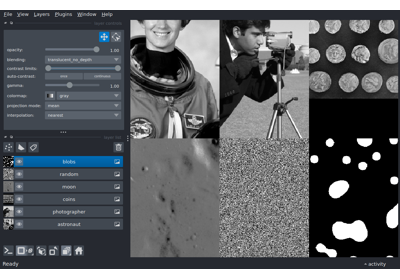 File View Layers Plugins Window Help
opacity: 1.00
blending: translucent_no_depth
contrast limits:
auto-contrast: once continuous
gamma: 1.00
colormap: gray
projection mode: mean
interpolation: nearest
blobs
random
moon
coins
photographer
astronaut
Ready
activity